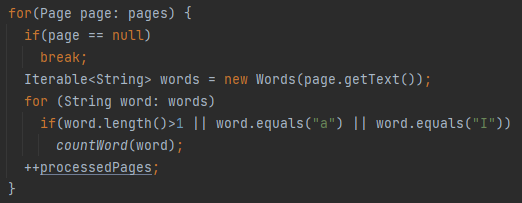 for(Page page: pages) {
  if(page == null)
    break;
  Iterable<String> words = new Words(page.getText());
  for (String word: words)
    if(word.length()>1 || word.equals("a") || word.equals("I"))
      countWord(word);
  ++processedPages;
}